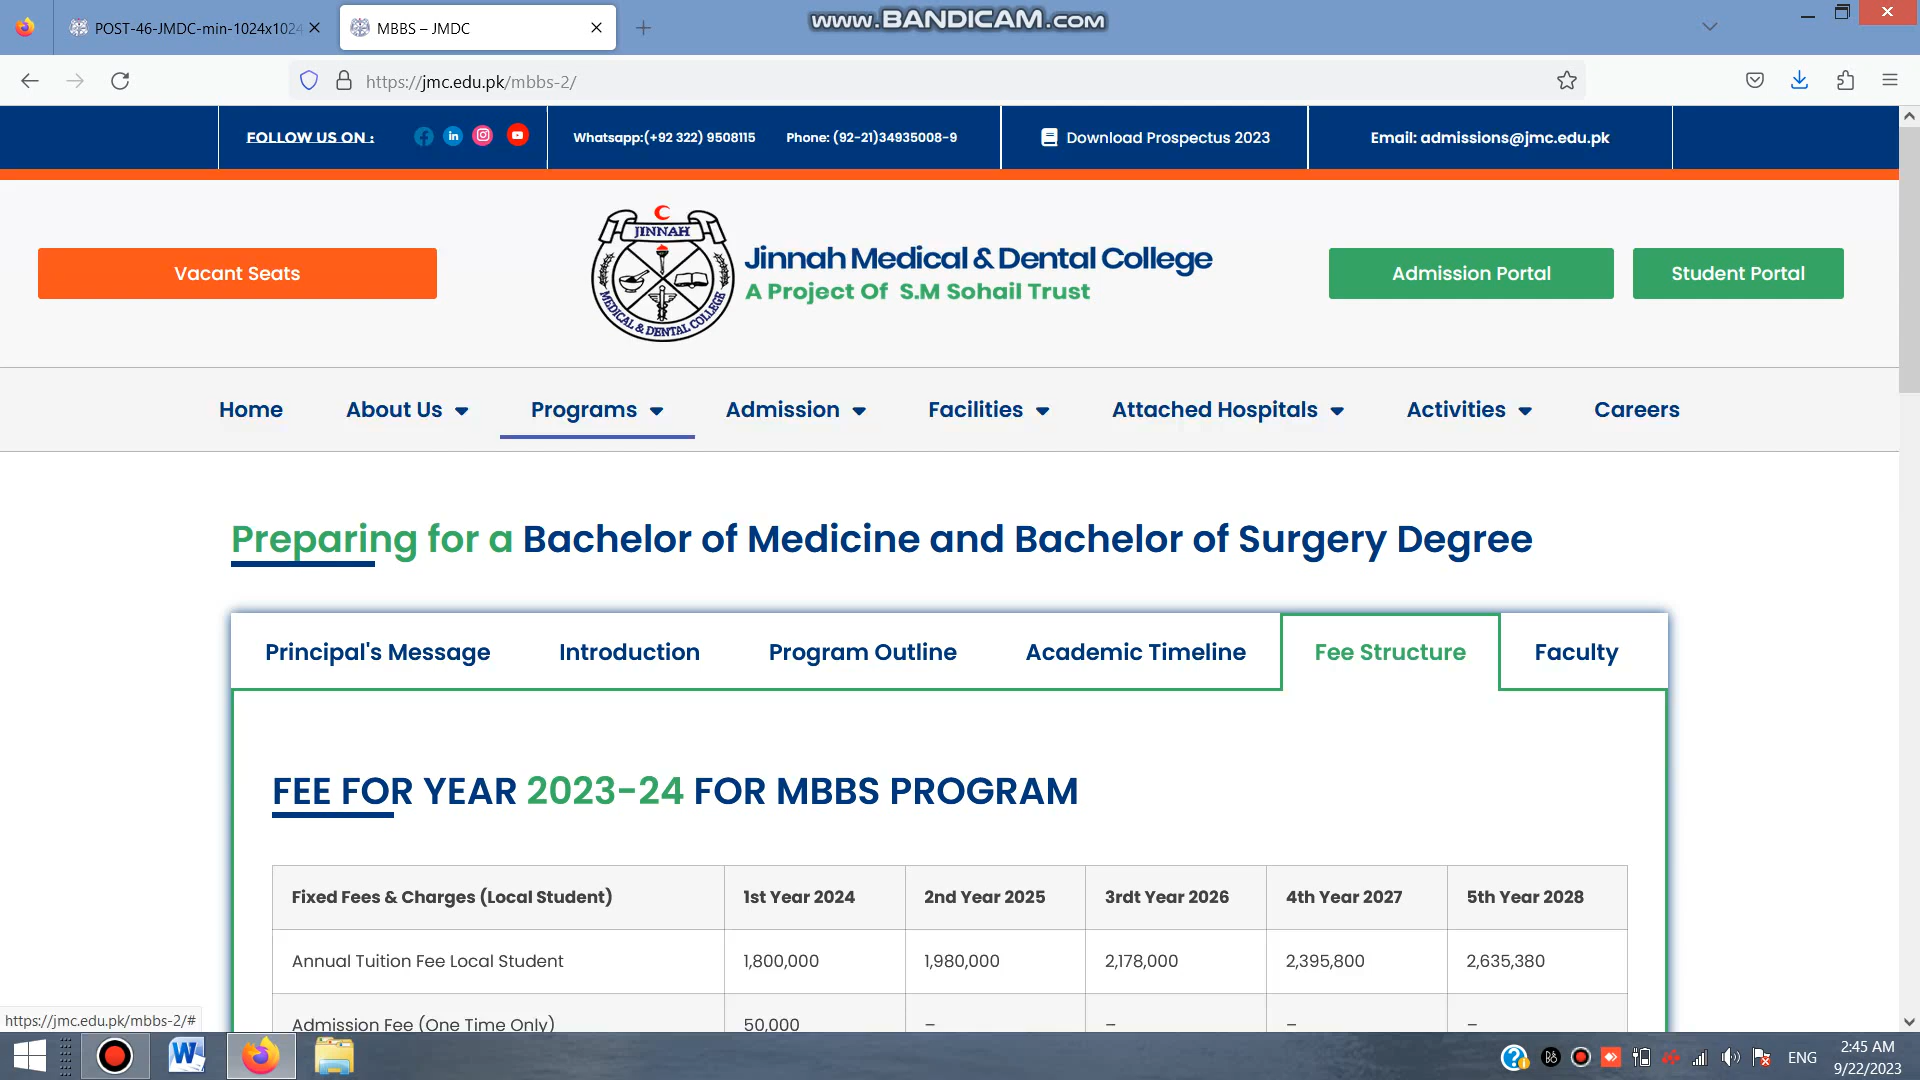 www.BANDICAM.com
POST-46-JMDC-min-1024x1024
MBBS – JMDC
https://jmc.edu.pk/mbbs-2/
FOLLOW US ON :
Whatsapp:(+92 322) 9508115
Phone: (92-21)34935008-9
Download Prospectus 2023
Email: admissions@jmc.edu.pk
Vacant Seats
JINNAH
MEDICAL & DENTAL COLLEGE
Jinnah Medical & Dental College
A Project Of S.M Sohail Trust
Admission Portal
Student Portal
Home
About Us
Programs
Admission
Facilities
Attached Hospitals
Activities
Careers
Preparing for a Bachelor of Medicine and Bachelor of Surgery Degree
Principal's Message
Introduction
Program Outline
Academic Timeline
Fee Structure
Faculty
FEE FOR YEAR 2023-24 FOR MBBS PROGRAM
Fixed Fees & Charges (Local Student) 1st Year 2024 2nd Year 2025 3rdt Year 2026 4th Year 2027 5th Year 2028
Annual Tuition Fee Local Student 1,800,000 1,980,000 2,178,000 2,395,800 2,635,380
Admission Fee (One Time Only) 50,000 – – – –
https://jmc.edu.pk/mbbs-2/#
ENG
2:45 AM
9/22/2023